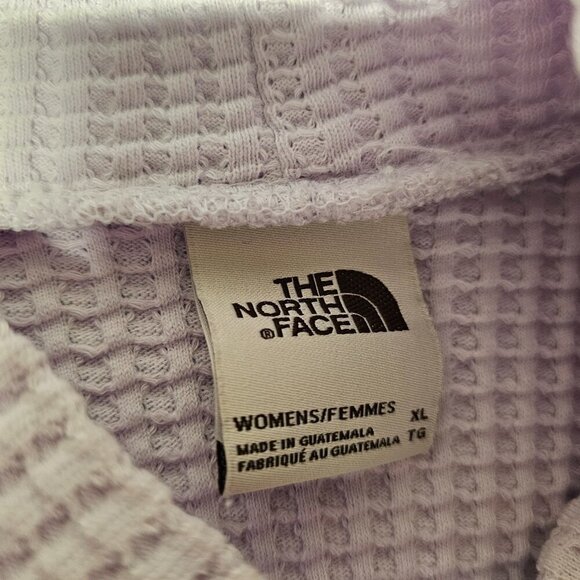 THE
NORTH
® FACE
WOMENS/FEMMES XL
MADE IN GUATEMALA
FABRIQUÉ AU GUATEMALA TG